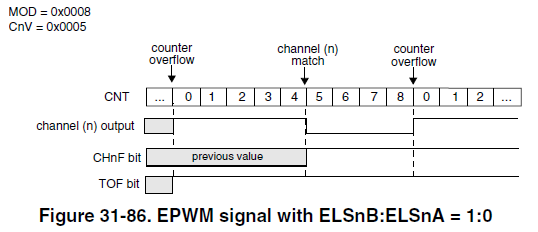 MOD = 0x0008
CnV = 0x0005
counter overflow
channel (n) match
counter overflow
CNT ... 0 1 2 3 4 5 6 7 8 0 1 2 ...
channel (n) output
CHnF bit previous value
TOF bit
Figure 31-86. EPWM signal with ELSnB:ELSnA = 1:0